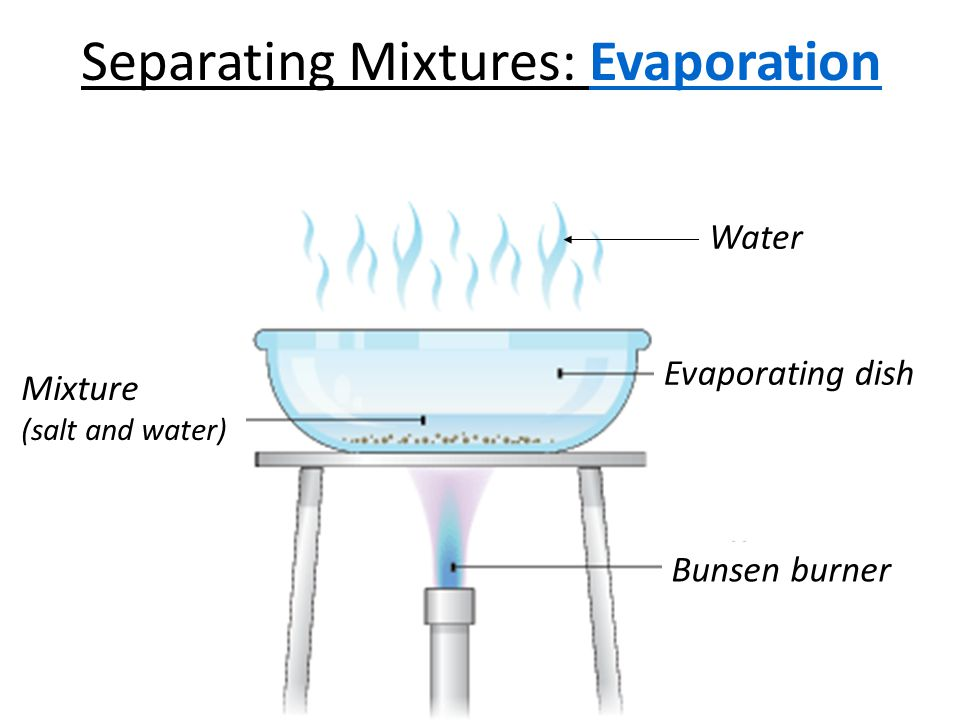 Separating Mixtures: Evaporation
Water
Evaporating dish
Mixture
(salt and water)
Bunsen burner